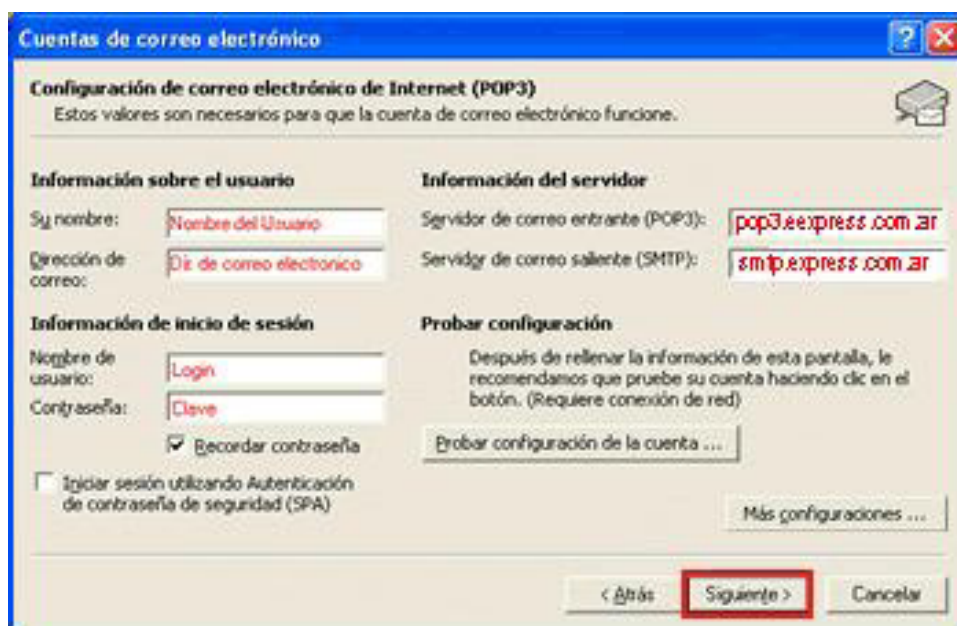 Cuentas de correo electrónico
Configuración de correo electrónico de Internet (POP3)
Estos valores son necesarios para que la cuenta de correo electrónico funcione.
Información sobre el usuario
Su nombre:
Nombre del Usuario
Dirección de
correo:
Dir. de correo electronico
Información del servidor
Servidor de correo entrante (POP3):
pop3.eexpress.com.ar
Servidor de correo saliente (SMTP):
smtp.express.com.ar
Información de inicio de sesión
Nombre de
usuario:
Login
Contraseña:
Clave
Recordar contraseña
Iniciar sesión utilizando Autenticación
de contraseña de seguridad (SPA)
Probar configuración
Después de rellenar la información de esta pantalla, le
recomendamos que pruebe su cuenta haciendo clic en el
botón. (Requiere conexión de red)
Probar configuración de la cuenta ...
Más configuraciones ...
< Atrás
Siguiente >
Cancelar